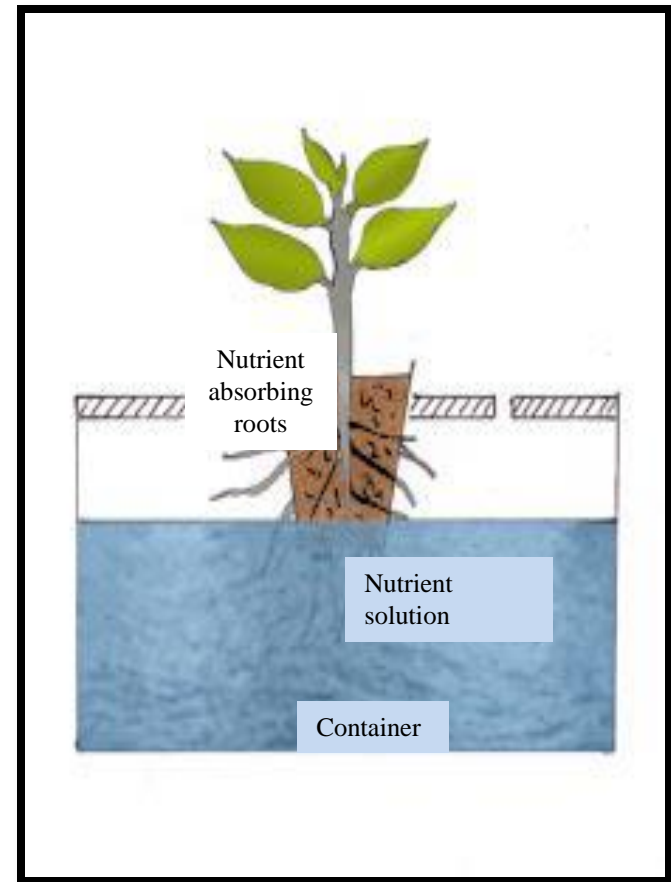 Nutrient
absorbing
roots
Nutrient
solution
Container